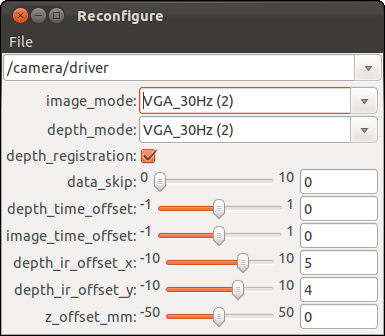 Reconfigure
File
/camera/driver
image_mode: VGA_30Hz (2)
depth_mode: VGA_30Hz (2)
depth_registration:
data_skip: 0 10 0
depth_time_offset: -1 1 0
image_time_offset: -1 1 0
depth_ir_offset_x: -10 10 5
depth_ir_offset_y: -10 10 4
z_offset_mm: -50 50 0